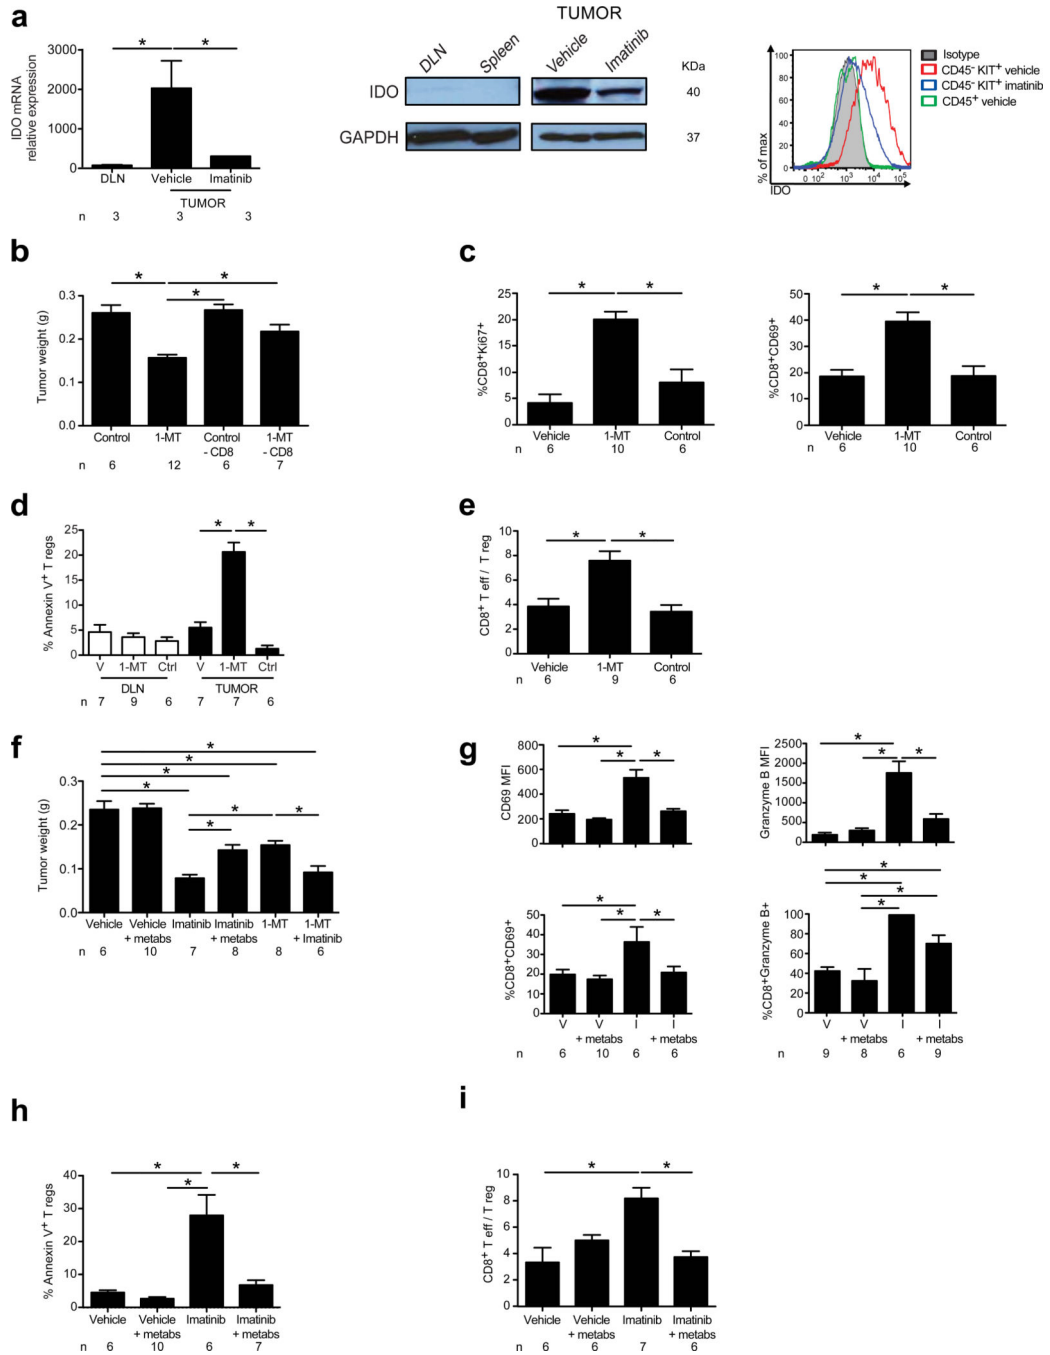 a
3000
2000
1000
0
IDO mRNA
relative expression
* *
DLN Vehicle Imatinib
TUMOR
n 3 3 3
TUMOR
DLN Spleen Vehicle Imatinib
KDa
IDO 40
GAPDH 37
100
80
60
40
20
0
% of max
0 10² 10³ 10⁴ 10⁵
IDO
Isotype
CD45⁻ KIT⁺ vehicle
CD45⁻ KIT⁺ imatinib
CD45⁺ vehicle
b
0.3
0.2
0.1
0.0
Tumor weight (g)
* * *
Control 1-MT Control 1-MT
- CD8 - CD8
n 6 12 6 7
c
25
20
15
10
5
0
%CD8⁺Ki67⁺
* *
Vehicle 1-MT Control
n 6 10 6
50
40
30
20
10
0
%CD8⁺CD69⁺
* *
Vehicle 1-MT Control
n 6 10 6
d
25
20
15
10
5
0
% Annexin V⁺ T regs
* *
V 1-MT Ctrl V 1-MT Ctrl
DLN TUMOR
n 7 9 6 7 7 6
e
10
8
6
4
2
0
CD8⁺ T eff / T reg
* *
Vehicle 1-MT Control
n 6 9 6
f
0.3
0.2
0.1
0.0
Tumor weight (g)
*
*
*
* * *
*
Vehicle Vehicle Imatinib Imatinib 1-MT 1-MT
+ metabs + metabs + Imatinib
n 6 10 7 8 8 6
g
800
600
400
200
0
CD69 MFI
*
* *
2500
2000
1500
1000
500
0
Granzyme B MFI
*
* *
50
40
30
20
10
0
%CD8⁺CD69⁺
*
* *
V V I I
+ metabs + metabs
n 6 10 6 6
100
80
60
40
20
0
%CD8⁺Granzyme B+
*
*
*
*
V V I I
+ metabs + metabs
n 9 8 6 9
h
40
30
20
10
0
% Annexin V⁺ T regs
* *
*
Vehicle Vehicle Imatinib Imatinib
+ metabs + metabs
n 6 10 6 7
i
10
8
6
4
2
0
CD8⁺ T eff / T reg
* *
Vehicle Vehicle Imatinib Imatinib
+ metabs + metabs
n 6 6 7 6